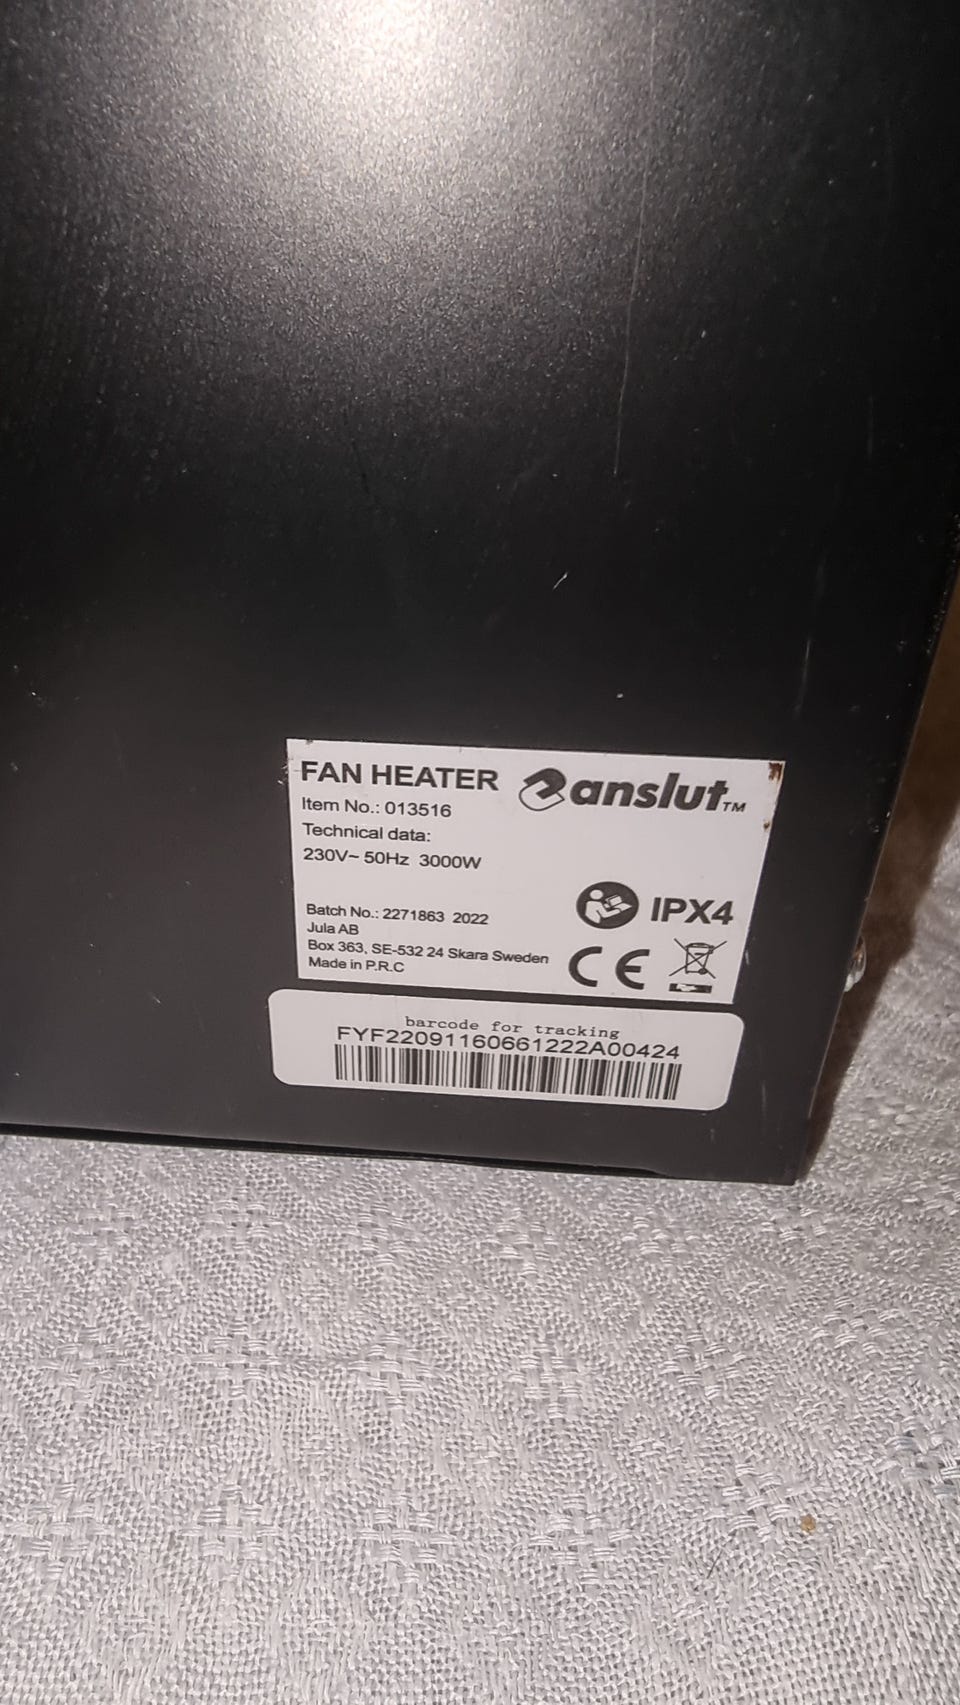 FAN HEATER anslut™
Item No.: 013516
Technical data:
230V~ 50Hz 3000W
IPX4
Batch No.: 2271863 2022
Jula AB
Box 363, SE-532 24 Skara Sweden
Made in P.R.C
CE
barcode for tracking
FYF22091160661222A00424